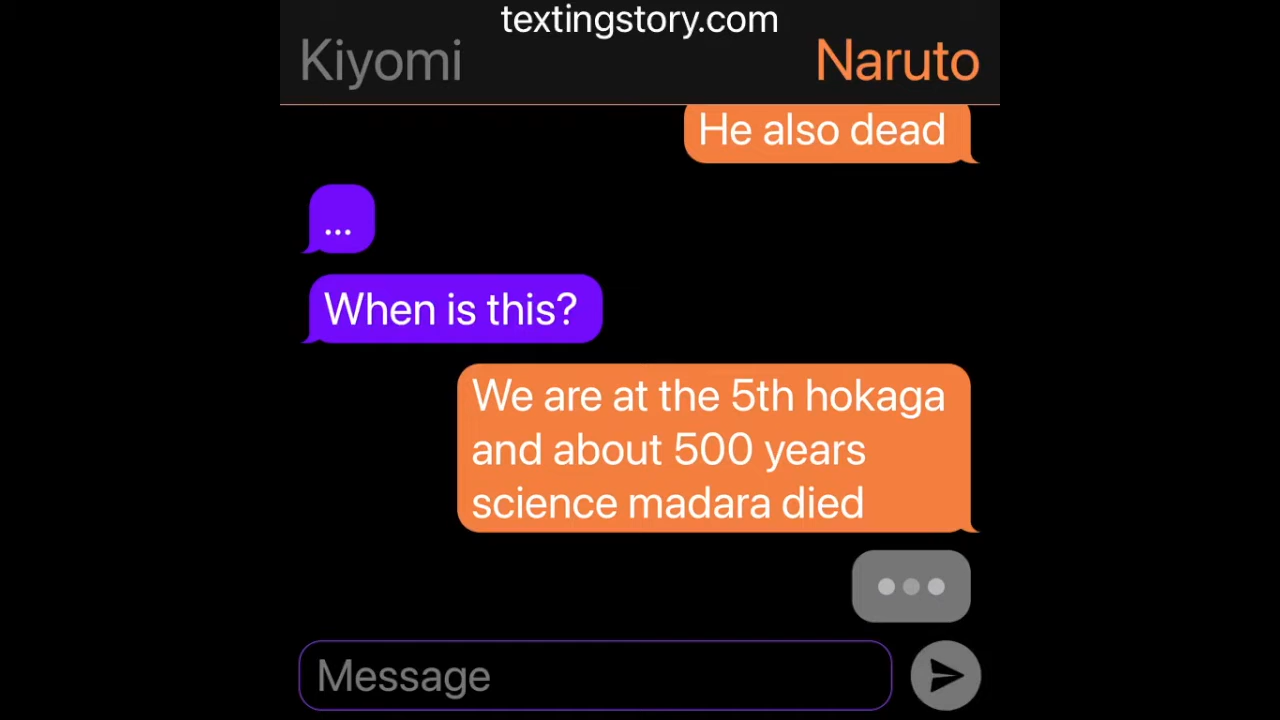 textingstory.com
Kiyomi
Naruto
He also dead
...
When is this?
We are at the 5th hokaga
and about 500 years
science madara died
Message